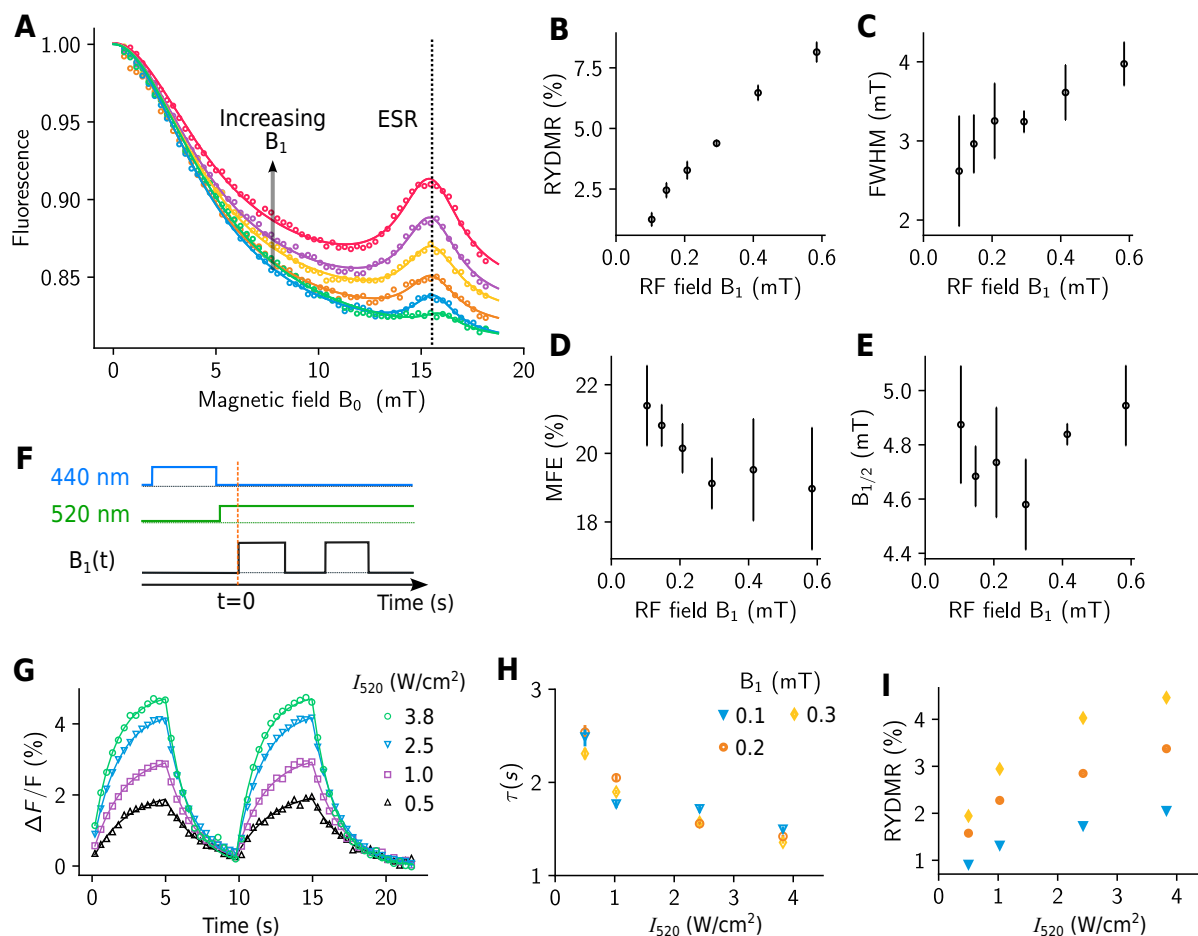 A
1.00
0.95
0.90
0.85
Fluorescence
Increasing
B₁
ESR
0 5 10 15 20
Magnetic field B₀ (mT)
B
7.5
5.0
2.5
RYDMR (%)
0.0 0.2 0.4 0.6
RF field B₁ (mT)
C
4
3
2
FWHM (mT)
0.0 0.2 0.4 0.6
RF field B₁ (mT)
D
22
20
18
MFE (%)
0.0 0.2 0.4 0.6
RF field B₁ (mT)
E
5.0
4.8
4.6
4.4
B₁/₂ (mT)
0.0 0.2 0.4 0.6
RF field B₁ (mT)
F
440 nm
520 nm
B₁(t)
t=0
Time (s)
G
4
2
0
ΔF/F (%)
I₅₂₀ (W/cm²)
3.8
2.5
1.0
0.5
0 5 10 15 20
Time (s)
H
3
2
1
τ(s)
B₁ (mT)
0.1
0.2
0.3
0 1 2 3 4
I₅₂₀ (W/cm²)
I
4%
3%
2%
1%
RYDMR (%)
0 1 2 3 4
I₅₂₀ (W/cm²)